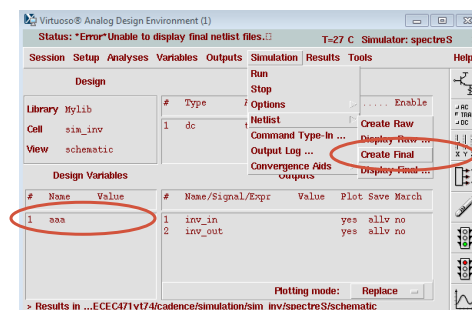 Virtuoso® Analog Design Environment (1)
Status: *Error*Unable to display final netlist files.
T=27 C Simulator: spectreS
Session Setup Analyses Variables Outputs Simulation Results Tools Help
Design
Library Mylib
Cell sim_inv
View schematic
# Type ..... Enable
1 dc
Run
Stop
Options
Netlist
Command Type-In ...
Output Log ...
Convergence Aids
Create Raw
Display Raw ...
Create Final
Display Final ...
Design Variables
# Name Value
1 aaa
Outputs
# Name/Signal/Expr Value Plot Save March
1 inv_in yes allv no
2 inv_out yes allv no
Plotting mode: Replace
> Results in ...ECEC471vt74/cadence/simulation/sim_inv/spectreS/schematic